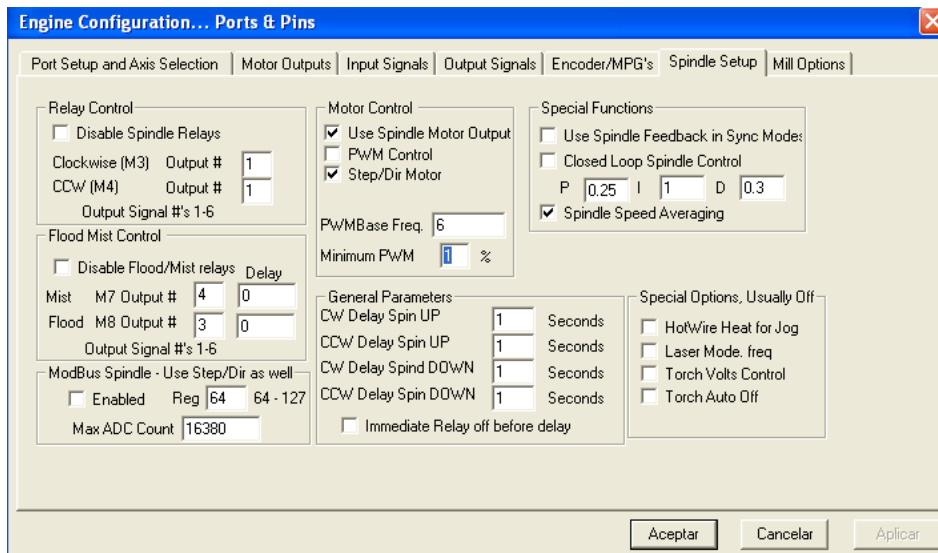 Engine Configuration... Ports & Pins
Port Setup and Axis Selection Motor Outputs Input Signals Output Signals Encoder/MPG's Spindle Setup Mill Options
Relay Control
Disable Spindle Relays
Clockwise (M3) Output # 1
CCW (M4) Output # 1
Output Signal #'s 1-6
Flood Mist Control
Disable Flood/Mist relays Delay
Mist M7 Output # 4 0
Flood M8 Output # 3 0
Output Signal #'s 1-6
ModBus Spindle - Use Step/Dir as well
Enabled Reg 64 64 - 127
Max ADC Count 16380
Motor Control
Use Spindle Motor Output
PWM Control
Step/Dir Motor
PWMBase Freq. 6
Minimum PWM 1 %
General Parameters
CW Delay Spin UP 1 Seconds
CCW Delay Spin UP 1 Seconds
CW Delay Spind DOWN 1 Seconds
CCW Delay Spin DOWN 1 Seconds
Immediate Relay off before delay
Special Functions
Use Spindle Feedback in Sync Modes
Closed Loop Spindle Control
P 0.25 I 1 D 0.3
Spindle Speed Averaging
Special Options, Usually Off
HotWire Heat for Jog
Laser Mode. freq
Torch Volts Control
Torch Auto Off
Aceptar Cancelar Aplicar